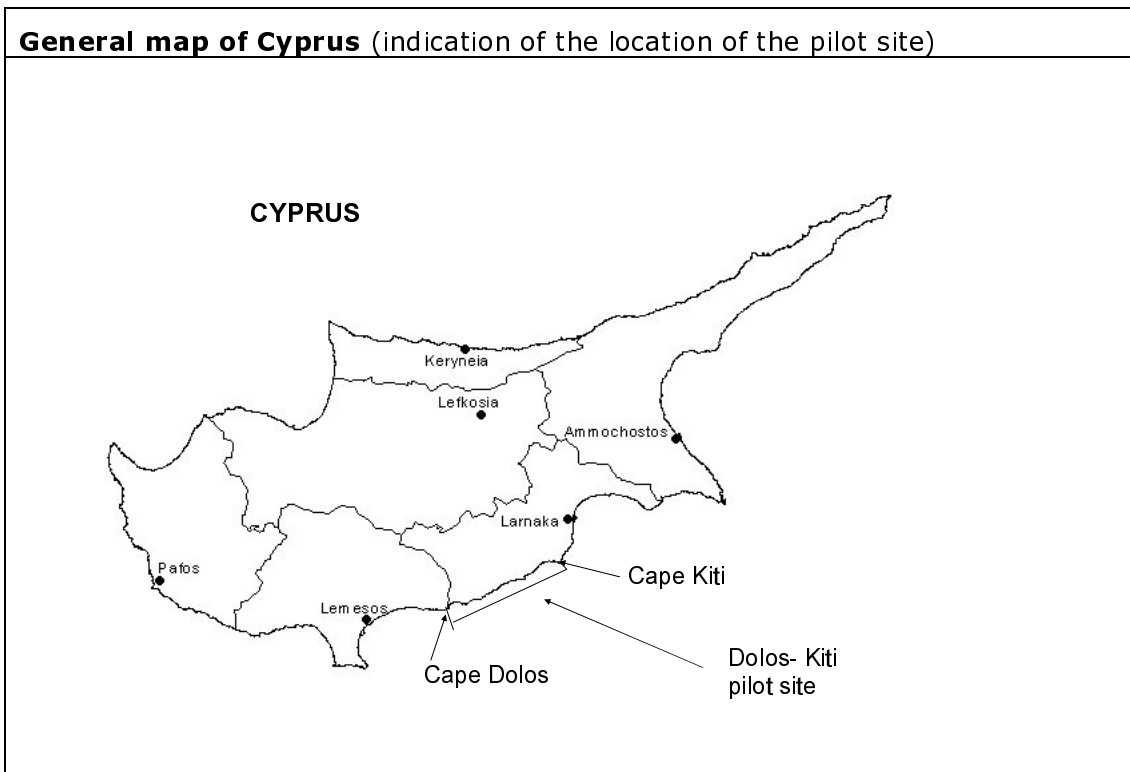 General map of Cyprus (indication of the location of the pilot site)
CYPRUS
Keryneia
Lefkosia
Ammochostos
Larnaka
Pafos
Cape Kiti
Lemesos
Cape Dolos
Dolos- Kiti
pilot site